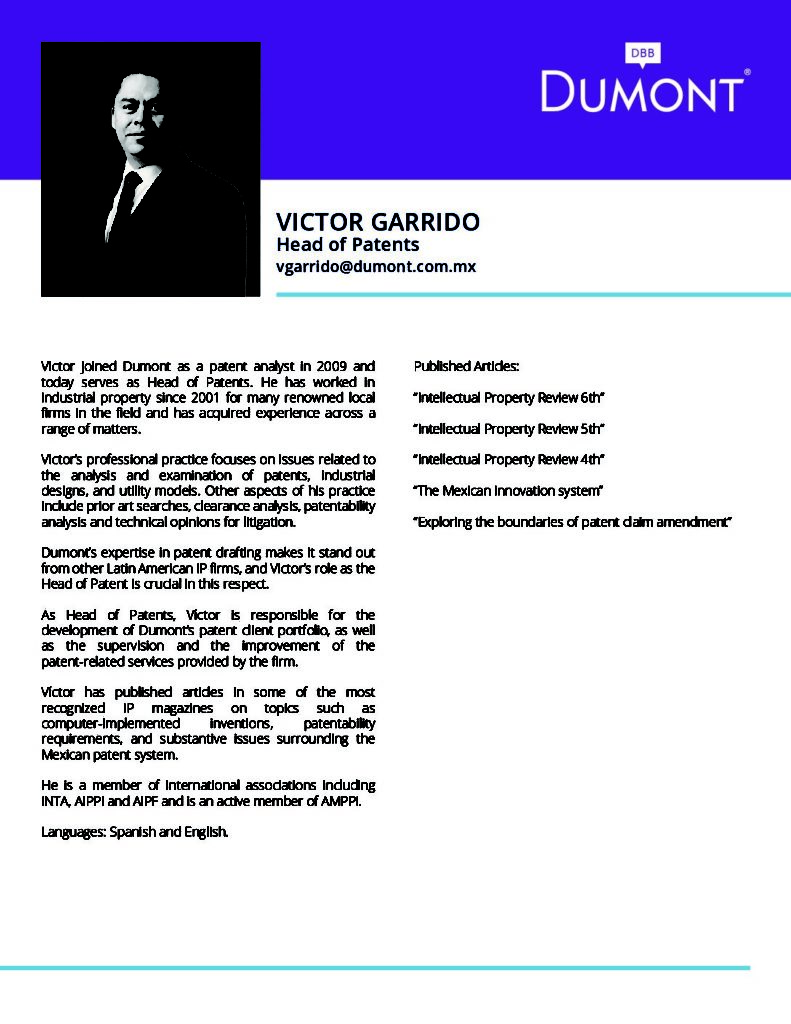 DBB
DUMONT®
VICTOR GARRIDO
Head of Patents
vgarrido@dumont.com.mx
Victor joined Dumont as a patent analyst in 2009 and
today serves as Head of Patents. He has worked in
industrial property since 2001 for many renowned local
firms in the field and has acquired experience across a
range of matters.
Victor's professional practice focuses on issues related to
the analysis and examination of patents, industrial
designs, and utility models. Other aspects of his practice
include prior art searches, clearance analysis, patentability
analysis and technical opinions for litigation.
Dumont's expertise in patent drafting makes it stand out
from other Latin American IP firms, and Victor's role as the
Head of Patent is crucial in this respect.
As Head of Patents, Victor is responsible for the
development of Dumont's patent client portfolio, as well
as the supervision and the improvement of the
patent-related services provided by the firm.
Victor has published articles in some of the most
recognized IP magazines on topics such as
computer-implemented inventions, patentability
requirements, and substantive issues surrounding the
Mexican patent system.
He is a member of international associations including
INTA, AIPPI and AIPF and is an active member of AMPPI.
Languages: Spanish and English.
Published Articles:
"Intellectual Property Review 6th"
"Intellectual Property Review 5th"
"Intellectual Property Review 4th"
"The Mexican innovation system"
"Exploring the boundaries of patent claim amendment"